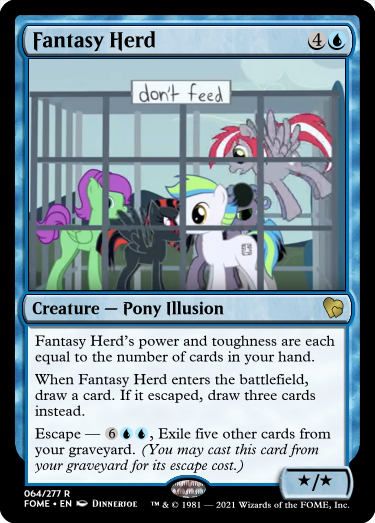 Fantasy Herd 4
don't feed
Creature — Pony Illusion
Fantasy Herd's power and toughness are each
equal to the number of cards in your hand.
When Fantasy Herd enters the battlefield,
draw a card. If it escaped, draw three cards
instead.
Escape — 6, Exile five other cards from
your graveyard. (You may cast this card from
your graveyard for its escape cost.)
★/★
064/277 R
FOME • EN DINNERJOE ™ & © 1981 — 2021 Wizards of the FOME, Inc.